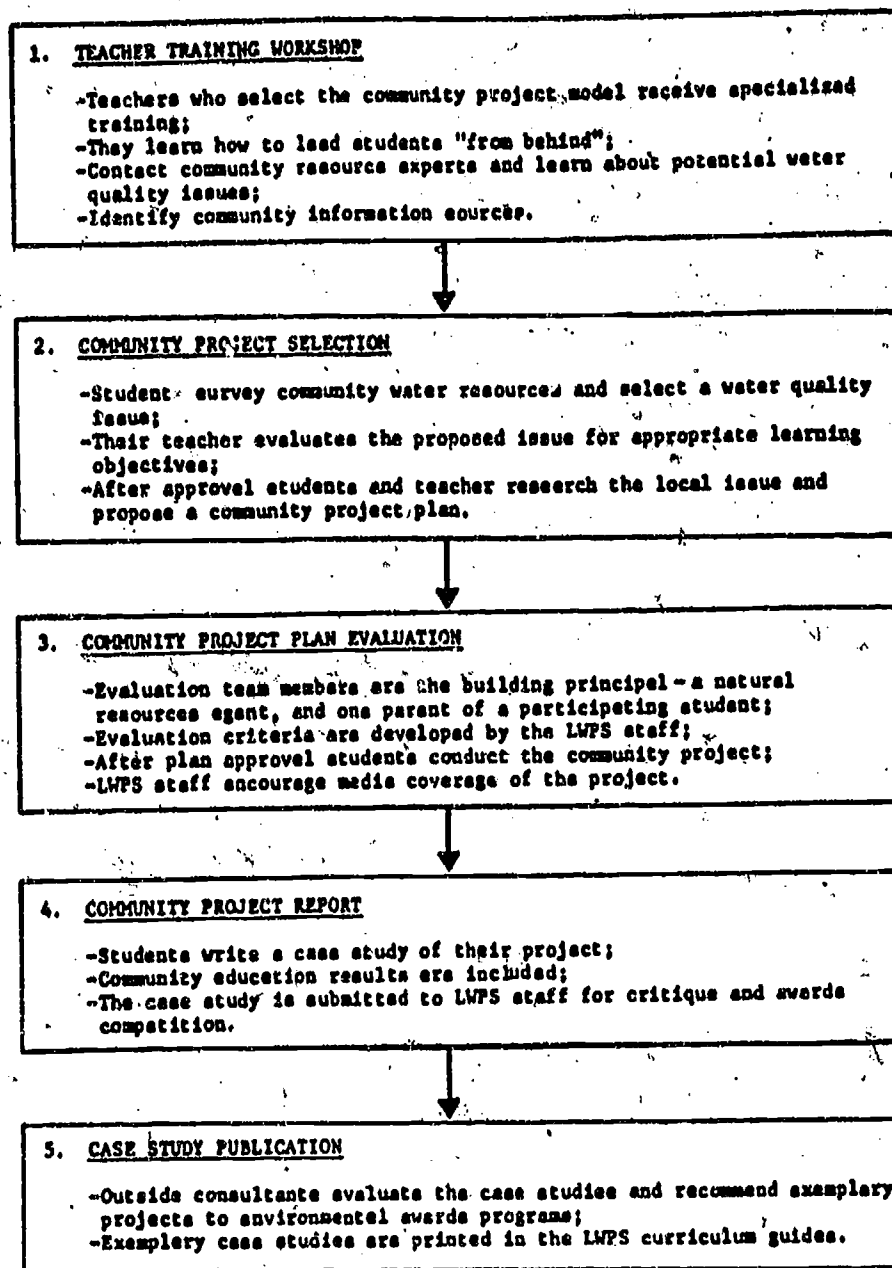 1. TEACHER TRAINING WORKSHOP
-Teachers who select the community project model receive specialized
training;
-They learn how to lead students "from behind";
-Contact community resource experts and learn about potential water
quality issues;
-Identify community information sources.
2. COMMUNITY PROJECT SELECTION
-Student survey community water resources and select a water quality
issue;
-Their teacher evaluates the proposed issue for appropriate learning
objectives;
-After approval students and teacher research the local issue and
propose a community project plan.
3. COMMUNITY PROJECT PLAN EVALUATION
-Evaluation team members are the building principal - a natural
resources agent, and one parent of a participating student;
-Evaluation criteria are developed by the LWPS staff;
-After plan approval students conduct the community project;
-LWPS staff encourage media coverage of the project.
4. COMMUNITY PROJECT REPORT
-Students write a case study of their project;
-Community education results are included;
-The case study is submitted to LWPS staff for critique and awards
competition.
5. CASE STUDY PUBLICATION
-Outside consultants evaluate the case studies and recommend exemplary
projects to environmental awards programs;
-Exemplary case studies are printed in the LWPS curriculum guides.